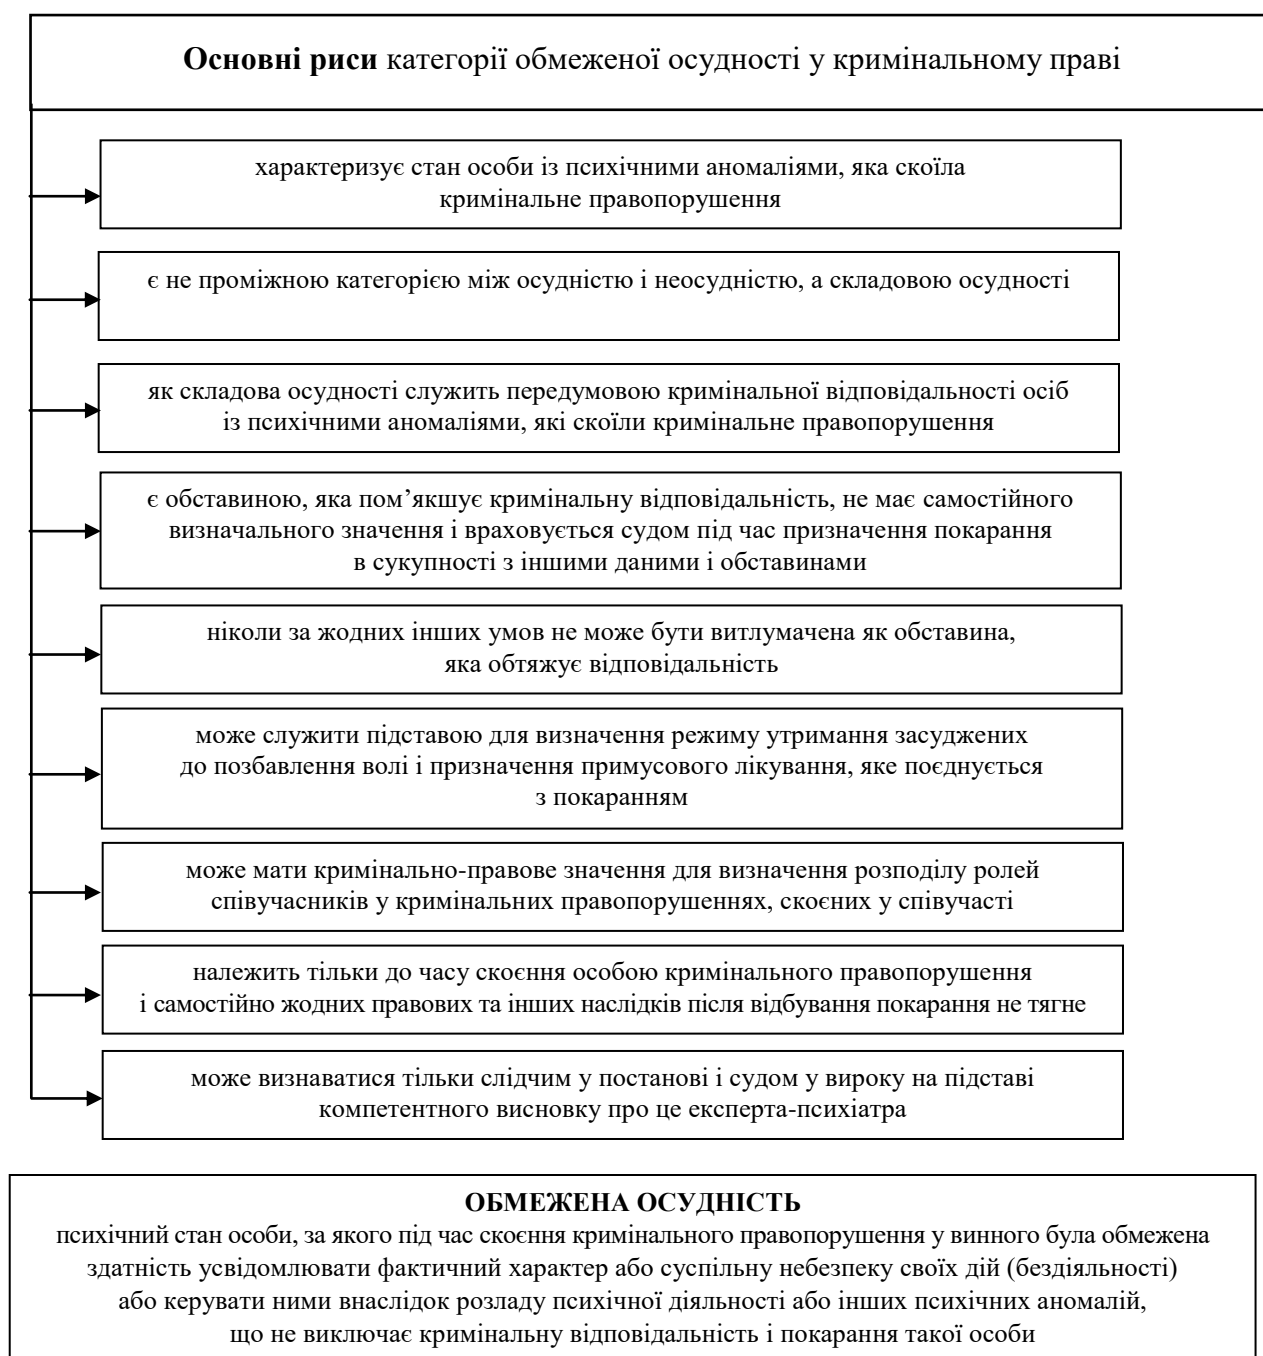 Основні риси категорії обмеженої осудності у кримінальному праві
характеризує стан особи із психічними аномаліями, яка скоїла
кримінальне правопорушення
є не проміжною категорією між осудністю і неосудністю, а складовою осудності
як складова осудності служить передумовою кримінальної відповідальності осіб
із психічними аномаліями, які скоїли кримінальне правопорушення
є обставиною, яка пом’якшує кримінальну відповідальність, не має самостійного
визначального значення і враховується судом під час призначення покарання
в сукупності з іншими даними і обставинами
ніколи за жодних інших умов не може бути витлумачена як обставина,
яка обтяжує відповідальність
може служити підставою для визначення режиму утримання засуджених
до позбавлення волі і призначення примусового лікування, яке поєднується
з покаранням
може мати кримінально-правове значення для визначення розподілу ролей
співучасників у кримінальних правопорушеннях, скоєних у співучасті
належить тільки до часу скоєння особою кримінального правопорушення
і самостійно жодних правових та інших наслідків після відбування покарання не тягне
може визнаватися тільки слідчим у постанові і судом у вироку на підставі
компетентного висновку про це експерта-психіатра
ОБМЕЖЕНА ОСУДНІСТЬ
психічний стан особи, за якого під час скоєння кримінального правопорушення у винного була обмежена
здатність усвідомлювати фактичний характер або суспільну небезпеку своїх дій (бездіяльності)
або керувати ними внаслідок розладу психічної діяльності або інших психічних аномалій,
що не виключає кримінальну відповідальність і покарання такої особи